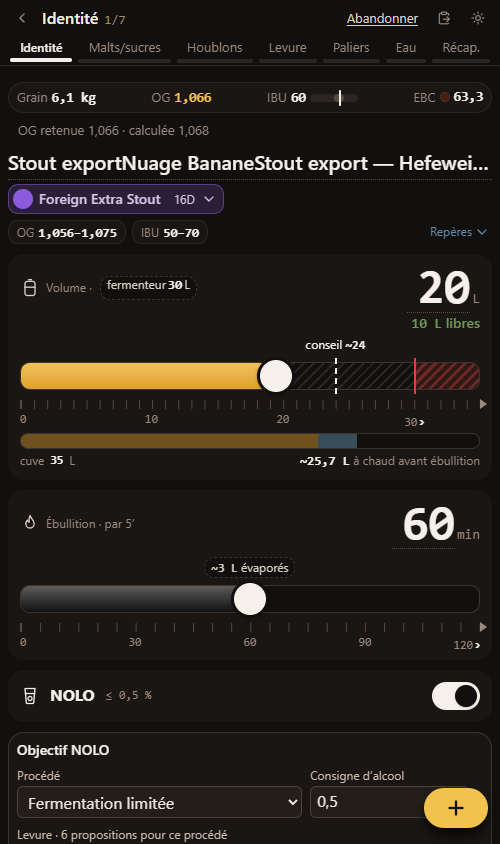 Identité 1/7 Abandonner
Identité Malts/sucres Houblons Levure Paliers Eau Récap.
Grain 6,1 kg OG 1,066 IBU 60 EBC 63,3
OG retenue 1,066 · calculée 1,068
Stout exportNuage BananeStout export — Hefewei…
Foreign Extra Stout 16D
OG 1,056–1,075 IBU 50–70 Repères
Volume · fermenteur 30 L 20 L
10 L libres
conseil ~24
0 10 20 30
cuve 35 L ~25,7 L à chaud avant ébullition
Ébullition · par 5′ 60 min
~3 L évaporés
0 30 60 90 120
NOLO ≤ 0,5 %
Objectif NOLO
Procédé Consigne d'alcool
Fermentation limitée 0,5
+
Levure · 6 propositions pour ce procédé